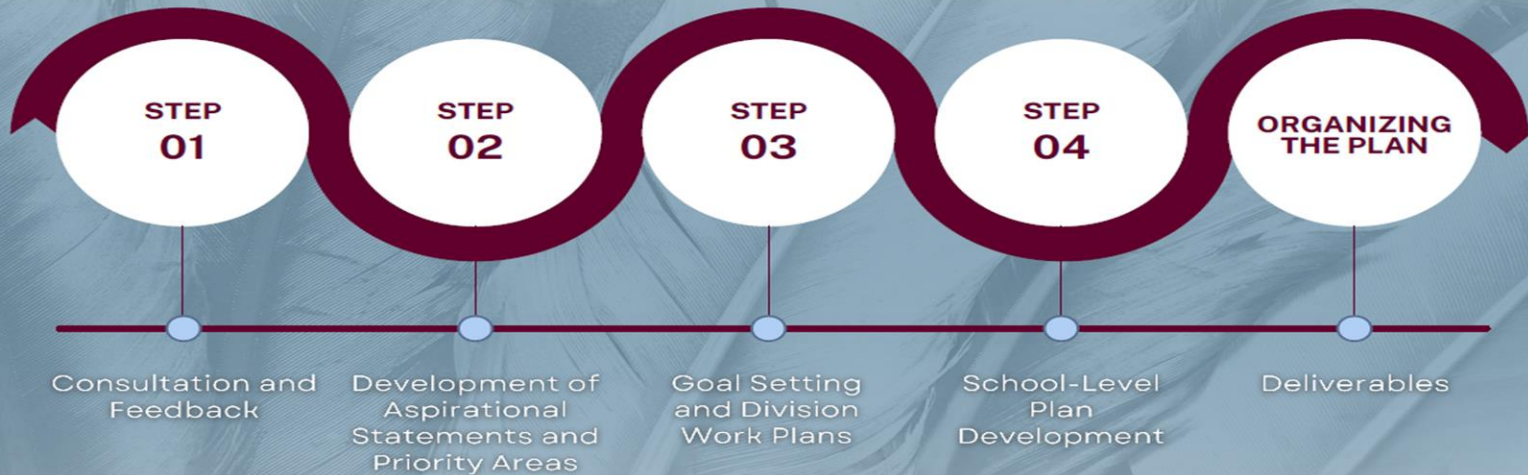 STEP
01
STEP
02
STEP
03
STEP
04
ORGANIZING
THE PLAN
Consultation and
Feedback
Development of
Aspirational
Statements and
Priority Areas
Goal Setting
and Division
Work Plans
School-Level
Plan
Development
Deliverables